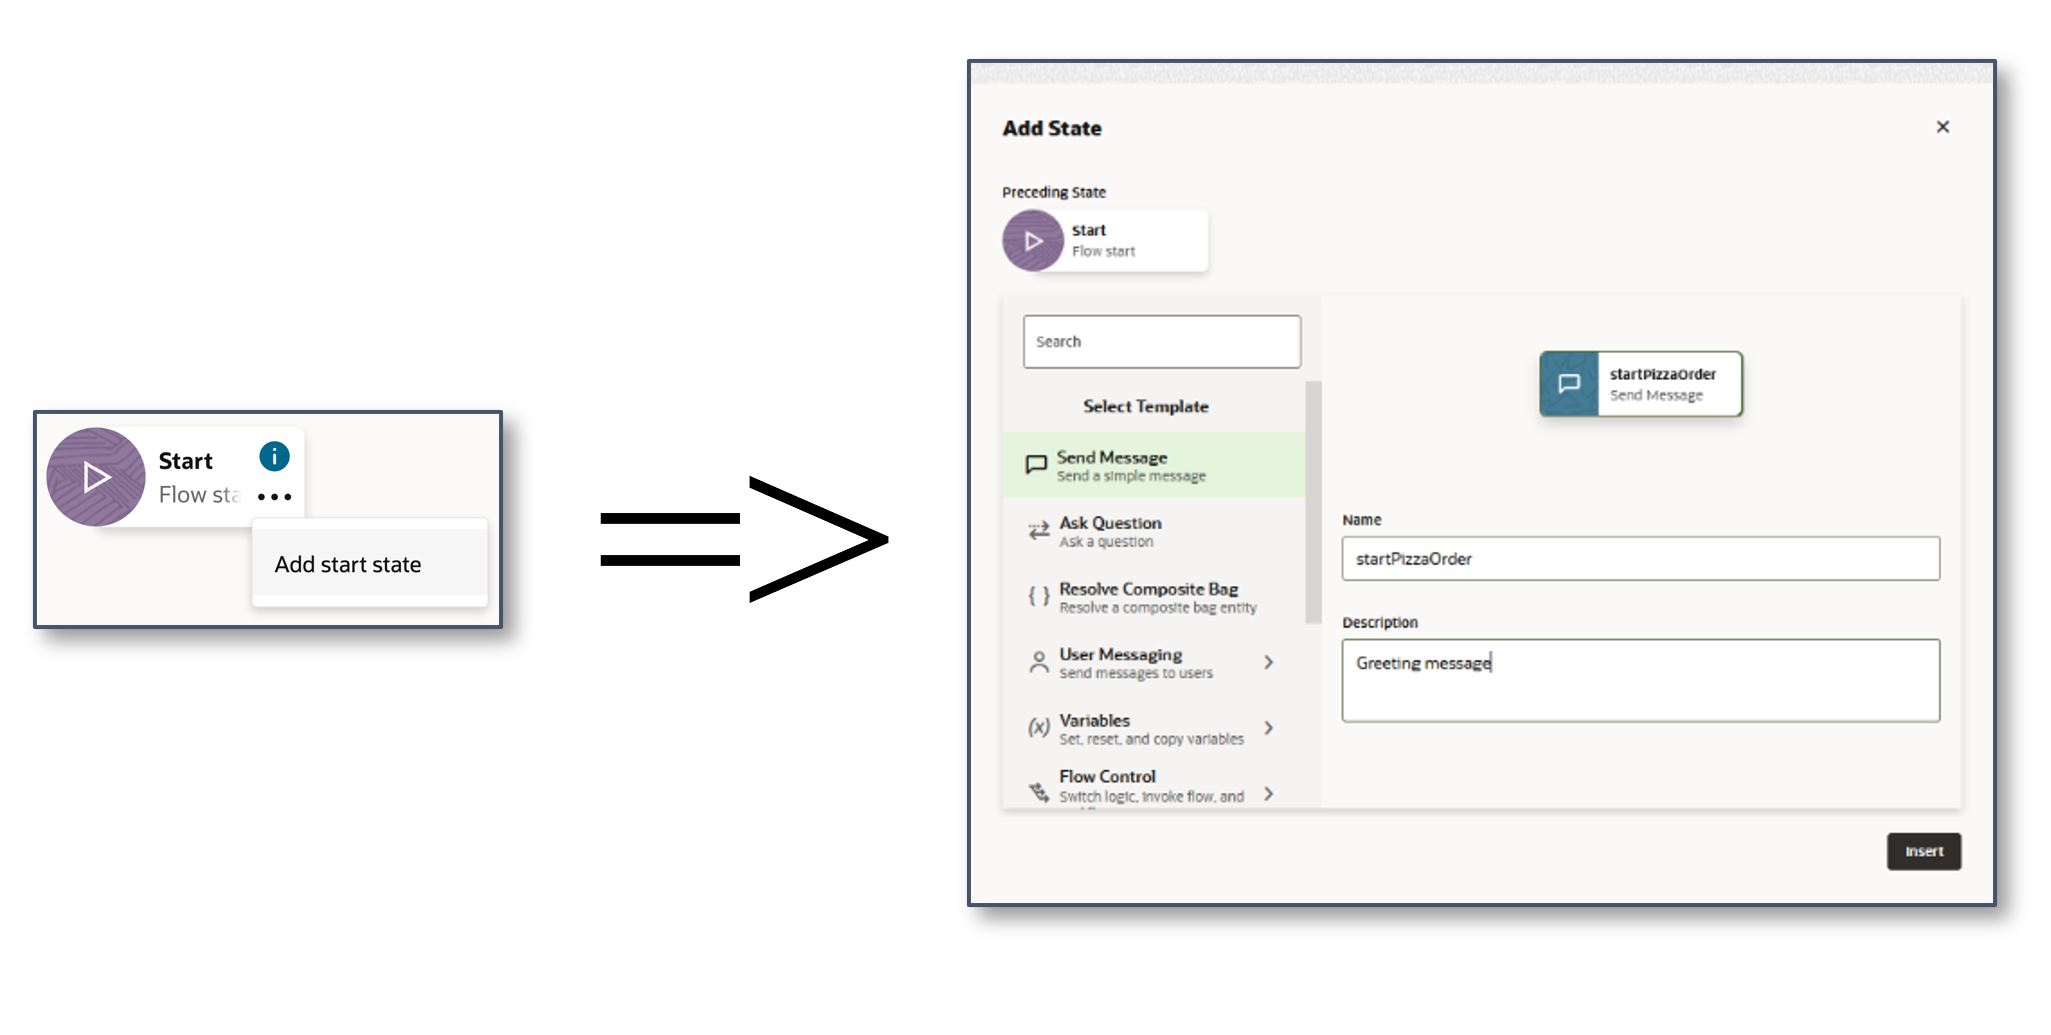 Start
Flow sta
Add start state
=>
Add State
Preceding State
start
Flow start
Search
Select Template
Send Message
Send a simple message
Ask Question
Ask a question
Resolve Composite Bag
Resolve a composite bag entity
User Messaging
Send messages to users
(x) Variables
Set, reset, and copy variables
Flow Control
Switch logic, invoke flow, and
startPizzaOrder
Send Message
Name
startPizzaOrder
Description
Greeting message
Insert